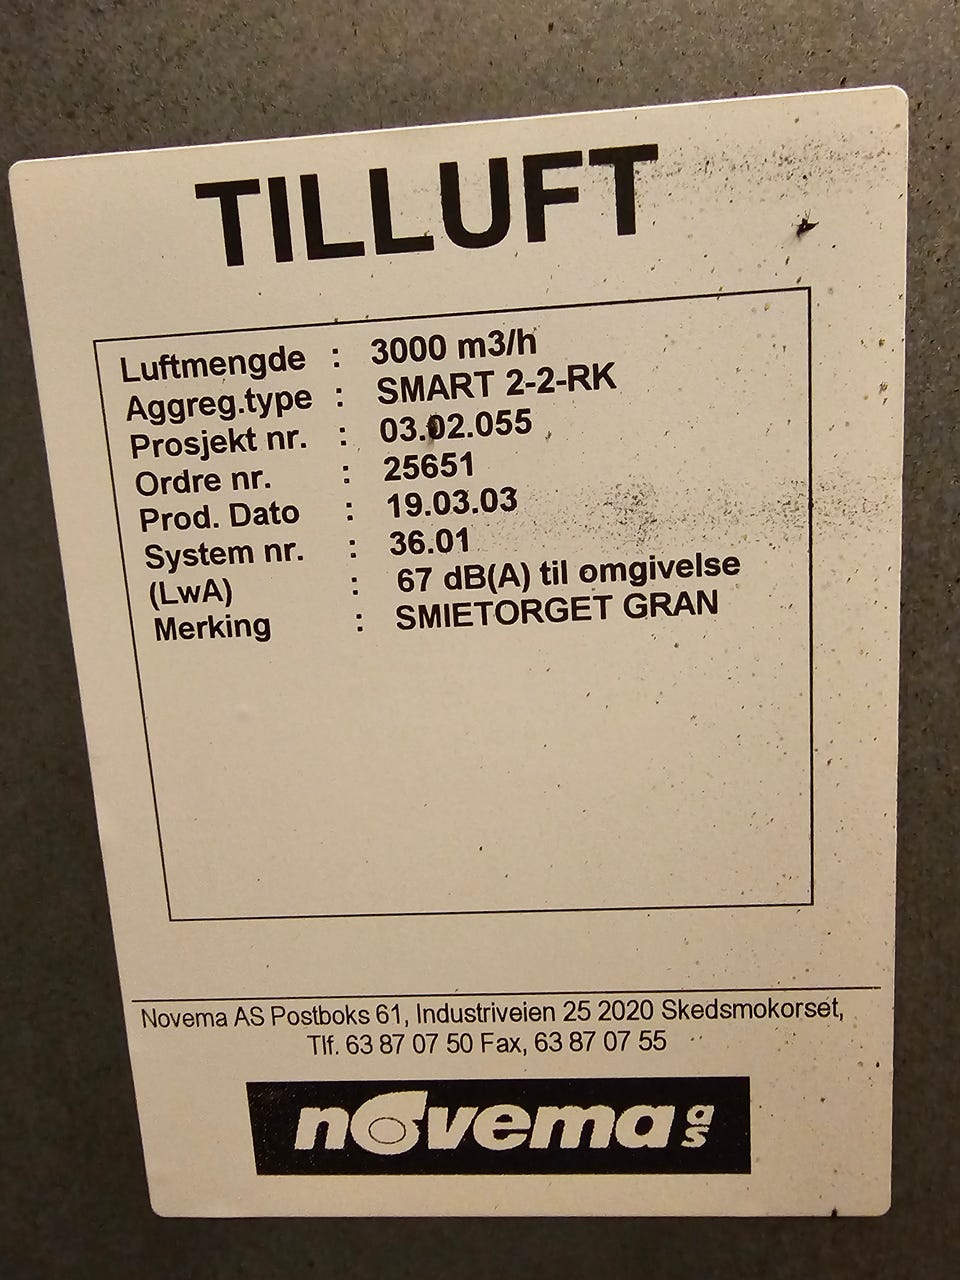 TILLUFT
Luftmengde : 3000 m3/h
Aggreg.type : SMART 2-2-RK
Prosjekt nr. : 03.02.055
Ordre nr. : 25651
Prod. Dato : 19.03.03
System nr. : 36.01
(LwA) : 67 dB(A) til omgivelse
Merking : SMIETORGET GRAN
Novema AS Postboks 61, Industriveien 25 2020 Skedsmokorset,
Tlf. 63 87 07 50 Fax, 63 87 07 55
novema as